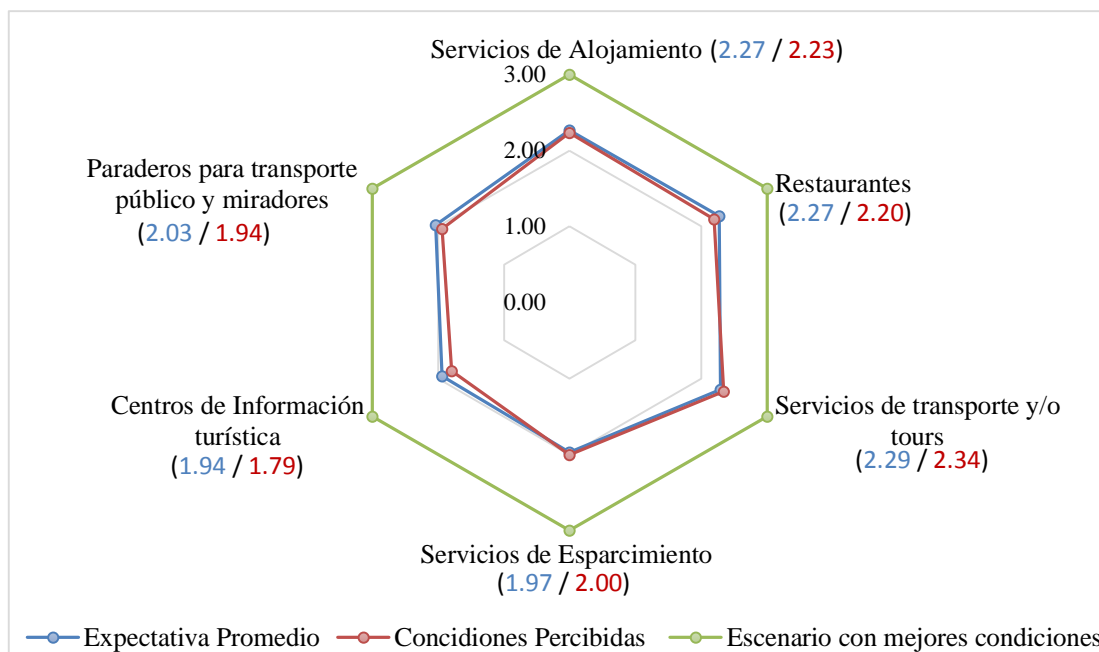 Servicios de Alojamiento (2.27 / 2.23)
3.00
2.00
1.00
0.00
Restaurantes
(2.27 / 2.20)
Servicios de transporte y/o
tours
(2.29 / 2.34)
Servicios de Esparcimiento
(1.97 / 2.00)
Centros de Información
turística
(1.94 / 1.79)
Paraderos para transporte
público y miradores
(2.03 / 1.94)
Expectativa Promedio
Concidiones Percibidas
Escenario con mejores condiciones